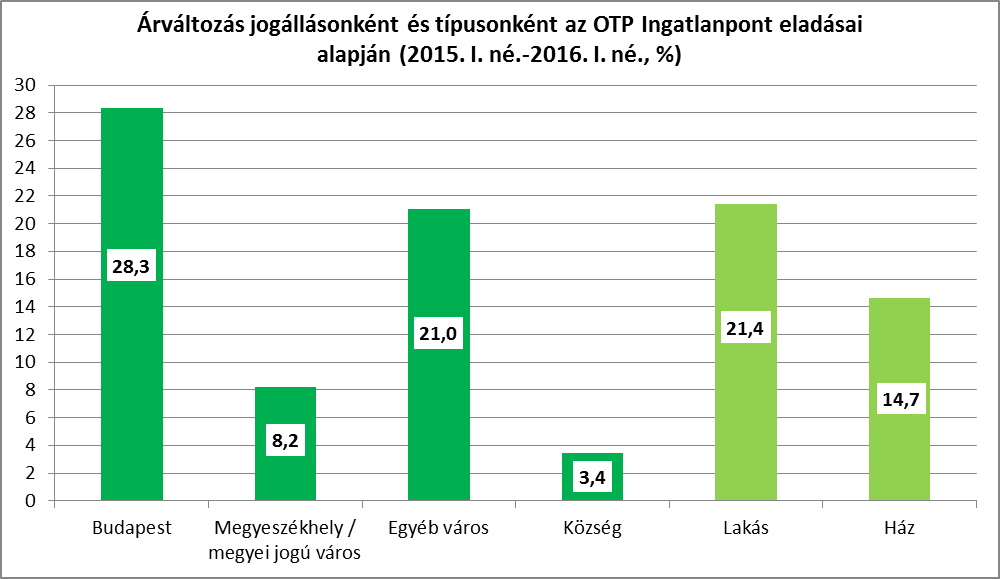 Árváltozás jogállásonként és típusonként az OTP Ingatlanpont eladásai
alapján (2015. I. né.-2016. I. né., %)
30
28
26
24
22
20
18
16
14
12
10
8
6
4
2
0
28,3
8,2
21,0
3,4
21,4
14,7
Budapest
Megyeszékhely /
megyei jogú város
Egyéb város
Község
Lakás
Ház